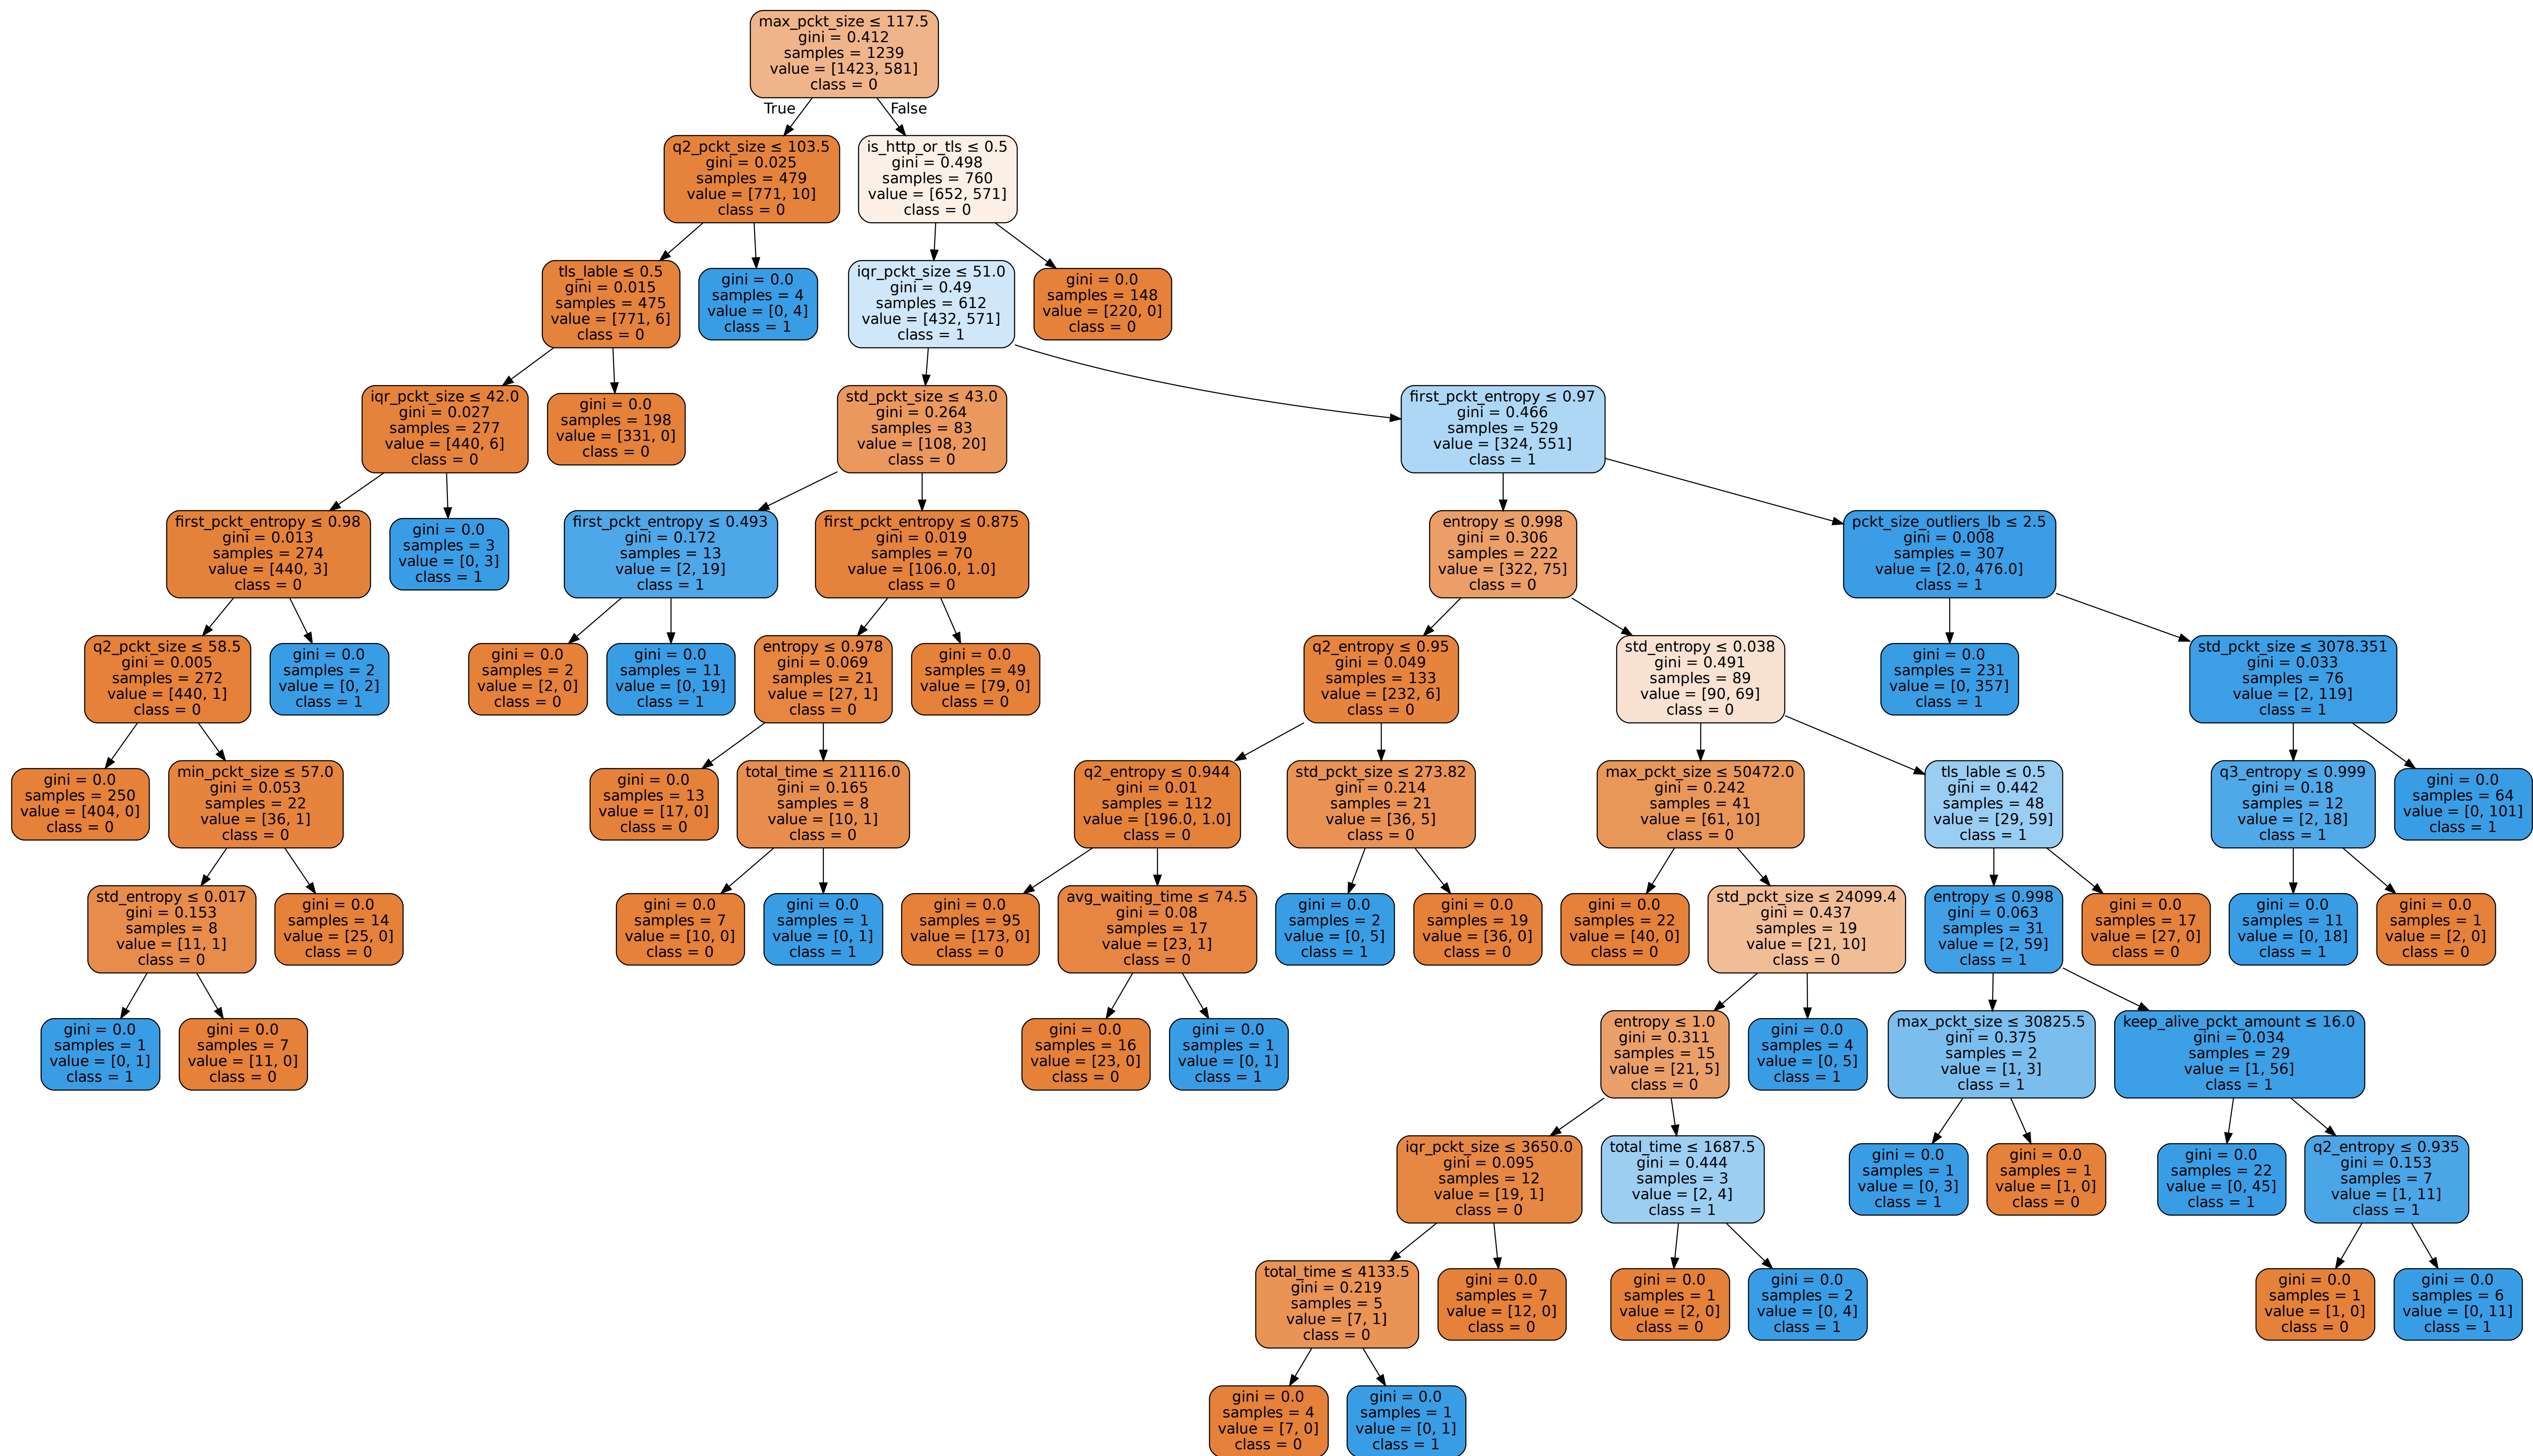 max_pckt_size ≤ 117.5
gini = 0.412
samples = 1239
value = [1423, 581]
class = 0
True
False
q2_pckt_size ≤ 103.5
gini = 0.025
samples = 479
value = [771, 10]
class = 0
is_http_or_tls ≤ 0.5
gini = 0.498
samples = 760
value = [652, 571]
class = 0
tls_lable ≤ 0.5
gini = 0.015
samples = 475
value = [771, 6]
class = 0
gini = 0.0
samples = 4
value = [0, 4]
class = 1
iqr_pckt_size ≤ 51.0
gini = 0.49
samples = 612
value = [432, 571]
class = 1
gini = 0.0
samples = 148
value = [220, 0]
class = 0
iqr_pckt_size ≤ 42.0
gini = 0.027
samples = 277
value = [440, 6]
class = 0
gini = 0.0
samples = 198
value = [331, 0]
class = 0
std_pckt_size ≤ 43.0
gini = 0.264
samples = 83
value = [108, 20]
class = 0
first_pckt_entropy ≤ 0.97
gini = 0.466
samples = 529
value = [324, 551]
class = 1
first_pckt_entropy ≤ 0.98
gini = 0.013
samples = 274
value = [440, 3]
class = 0
gini = 0.0
samples = 3
value = [0, 3]
class = 1
first_pckt_entropy ≤ 0.493
gini = 0.172
samples = 13
value = [2, 19]
class = 1
first_pckt_entropy ≤ 0.875
gini = 0.019
samples = 70
value = [106.0, 1.0]
class = 0
entropy ≤ 0.998
gini = 0.306
samples = 222
value = [322, 75]
class = 0
pckt_size_outliers_lb ≤ 2.5
gini = 0.008
samples = 307
value = [2.0, 476.0]
class = 1
q2_pckt_size ≤ 58.5
gini = 0.005
samples = 272
value = [440, 1]
class = 0
gini = 0.0
samples = 2
value = [0, 2]
class = 1
gini = 0.0
samples = 2
value = [2, 0]
class = 0
gini = 0.0
samples = 11
value = [0, 19]
class = 1
entropy ≤ 0.978
gini = 0.069
samples = 21
value = [27, 1]
class = 0
gini = 0.0
samples = 49
value = [79, 0]
class = 0
q2_entropy ≤ 0.95
gini = 0.049
samples = 133
value = [232, 6]
class = 0
std_entropy ≤ 0.038
gini = 0.491
samples = 89
value = [90, 69]
class = 0
gini = 0.0
samples = 231
value = [0, 357]
class = 1
std_pckt_size ≤ 3078.351
gini = 0.033
samples = 76
value = [2, 119]
class = 1
gini = 0.0
samples = 250
value = [404, 0]
class = 0
min_pckt_size ≤ 57.0
gini = 0.053
samples = 22
value = [36, 1]
class = 0
gini = 0.0
samples = 13
value = [17, 0]
class = 0
total_time ≤ 21116.0
gini = 0.165
samples = 8
value = [10, 1]
class = 0
q2_entropy ≤ 0.944
gini = 0.01
samples = 112
value = [196.0, 1.0]
class = 0
std_pckt_size ≤ 273.82
gini = 0.214
samples = 21
value = [36, 5]
class = 0
max_pckt_size ≤ 50472.0
gini = 0.242
samples = 41
value = [61, 10]
class = 0
tls_lable ≤ 0.5
gini = 0.442
samples = 48
value = [29, 59]
class = 1
q3_entropy ≤ 0.999
gini = 0.18
samples = 12
value = [2, 18]
class = 1
gini = 0.0
samples = 64
value = [0, 101]
class = 1
std_entropy ≤ 0.017
gini = 0.153
samples = 8
value = [11, 1]
class = 0
gini = 0.0
samples = 14
value = [25, 0]
class = 0
gini = 0.0
samples = 7
value = [10, 0]
class = 0
gini = 0.0
samples = 1
value = [0, 1]
class = 1
gini = 0.0
samples = 95
value = [173, 0]
class = 0
avg_waiting_time ≤ 74.5
gini = 0.08
samples = 17
value = [23, 1]
class = 0
gini = 0.0
samples = 2
value = [0, 5]
class = 1
gini = 0.0
samples = 19
value = [36, 0]
class = 0
gini = 0.0
samples = 22
value = [40, 0]
class = 0
std_pckt_size ≤ 24099.4
gini = 0.437
samples = 19
value = [21, 10]
class = 0
entropy ≤ 0.998
gini = 0.063
samples = 31
value = [2, 59]
class = 1
gini = 0.0
samples = 17
value = [27, 0]
class = 0
gini = 0.0
samples = 11
value = [0, 18]
class = 1
gini = 0.0
samples = 1
value = [2, 0]
class = 0
gini = 0.0
samples = 1
value = [0, 1]
class = 1
gini = 0.0
samples = 7
value = [11, 0]
class = 0
gini = 0.0
samples = 16
value = [23, 0]
class = 0
gini = 0.0
samples = 1
value = [0, 1]
class = 1
entropy ≤ 1.0
gini = 0.311
samples = 15
value = [21, 5]
class = 0
gini = 0.0
samples = 4
value = [0, 5]
class = 1
max_pckt_size ≤ 30825.5
gini = 0.375
samples = 2
value = [1, 3]
class = 1
keep_alive_pckt_amount ≤ 16.0
gini = 0.034
samples = 29
value = [1, 56]
class = 1
iqr_pckt_size ≤ 3650.0
gini = 0.095
samples = 12
value = [19, 1]
class = 0
total_time ≤ 1687.5
gini = 0.444
samples = 3
value = [2, 4]
class = 1
gini = 0.0
samples = 1
value = [0, 3]
class = 1
gini = 0.0
samples = 1
value = [1, 0]
class = 0
gini = 0.0
samples = 22
value = [0, 45]
class = 1
q2_entropy ≤ 0.935
gini = 0.153
samples = 7
value = [1, 11]
class = 1
total_time ≤ 4133.5
gini = 0.219
samples = 5
value = [7, 1]
class = 0
gini = 0.0
samples = 7
value = [12, 0]
class = 0
gini = 0.0
samples = 1
value = [2, 0]
class = 0
gini = 0.0
samples = 2
value = [0, 4]
class = 1
gini = 0.0
samples = 1
value = [1, 0]
class = 0
gini = 0.0
samples = 6
value = [0, 11]
class = 1
gini = 0.0
samples = 4
value = [7, 0]
class = 0
gini = 0.0
samples = 1
value = [0, 1]
class = 1